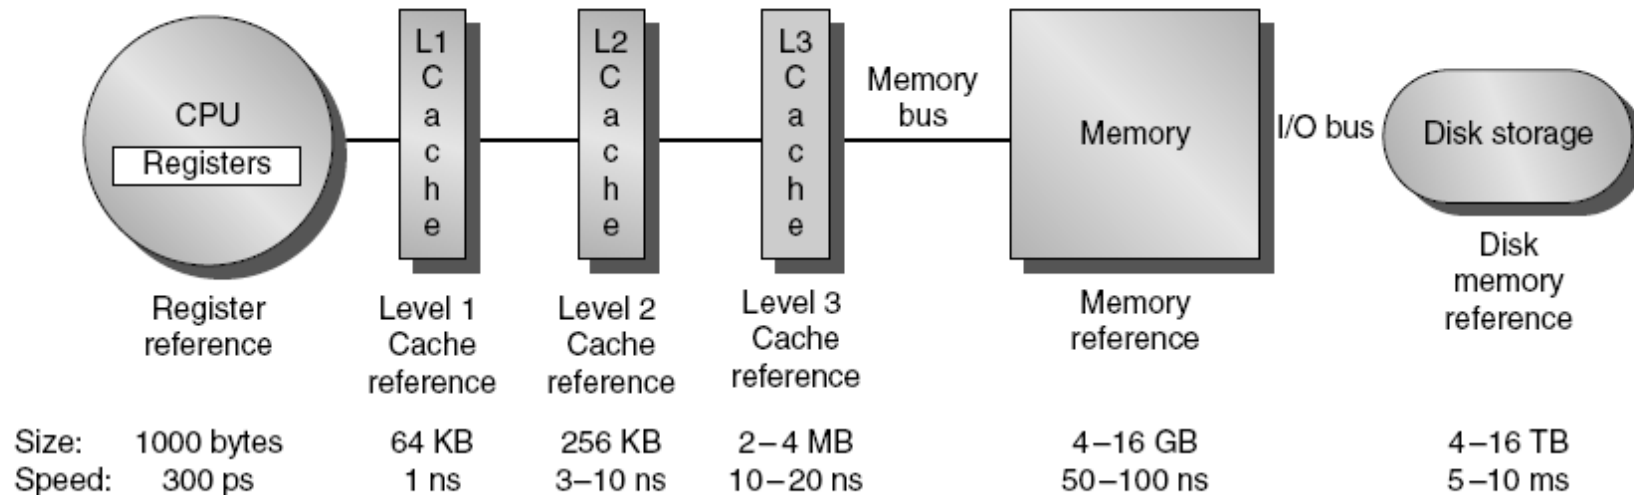 CPU
Registers
L1
C
a
c
h
e
L2
C
a
c
h
e
L3
C
a
c
h
e
Memory
bus
Memory
I/O bus
Disk storage
Register
reference
Level 1
Cache
reference
Level 2
Cache
reference
Level 3
Cache
reference
Memory
reference
Disk
memory
reference
Size: 1000 bytes 64 KB 256 KB 2–4 MB 4–16 GB 4–16 TB
Speed: 300 ps 1 ns 3–10 ns 10–20 ns 50–100 ns 5–10 ms